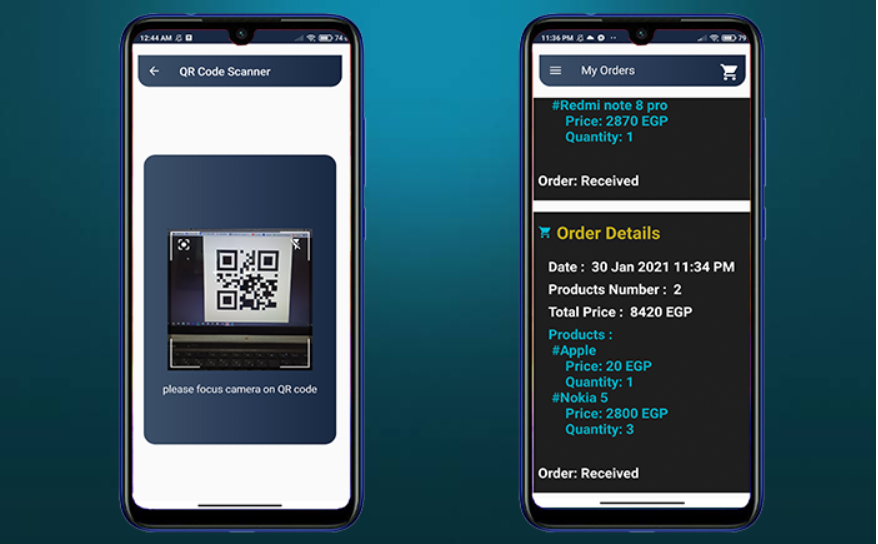 12:44 AM
74
QR Code Scanner
please focus camera on QR code
11:36 PM
79
My Orders
#Redmi note 8 pro
Price: 2870 EGP
Quantity: 1
Order: Received
Order Details
Date : 30 Jan 2021 11:34 PM
Products Number : 2
Total Price : 8420 EGP
Products :
#Apple
Price: 20 EGP
Quantity: 1
#Nokia 5
Price: 2800 EGP
Quantity: 3
Order: Received